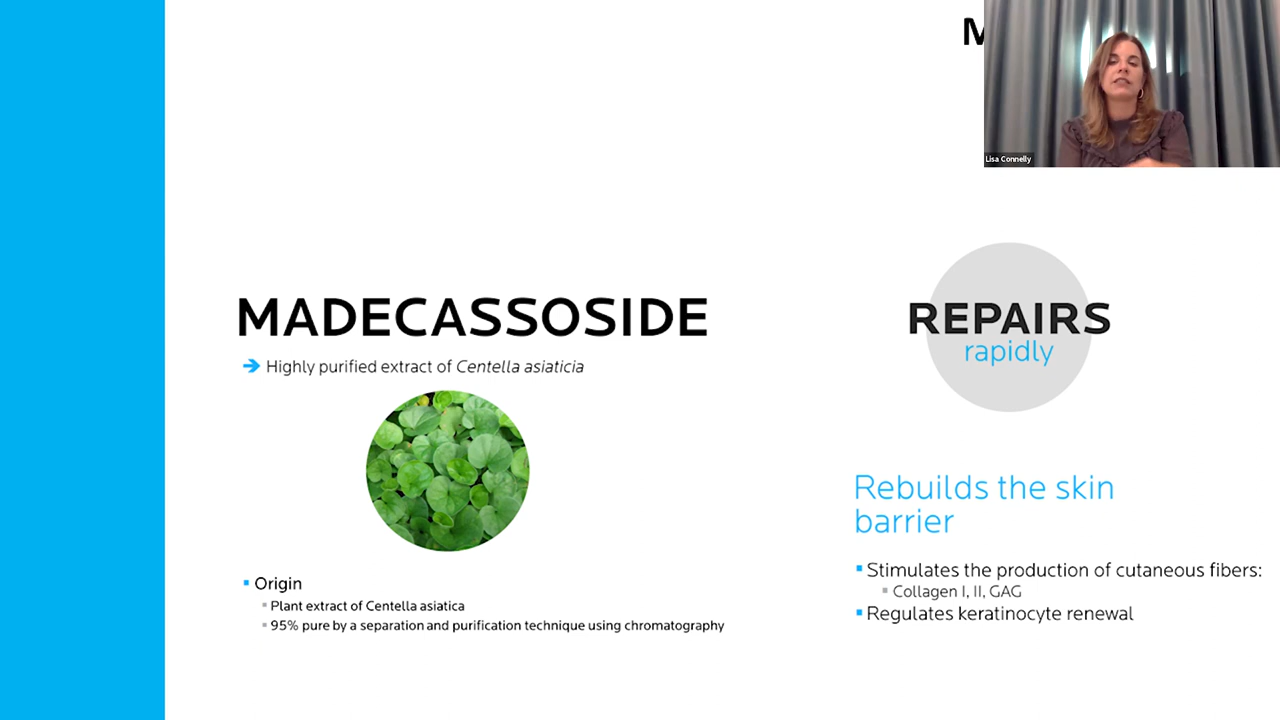 M
Lisa Connelly
MADECASSOSIDE
➔ Highly purified extract of Centella asiaticia
▪ Origin
▪ Plant extract of Centella asiatica
▪ 95% pure by a separation and purification technique using chromatography
REPAIRS
rapidly
Rebuilds the skin
barrier
▪ Stimulates the production of cutaneous fibers:
▪ Collagen I, II, GAG
▪ Regulates keratinocyte renewal